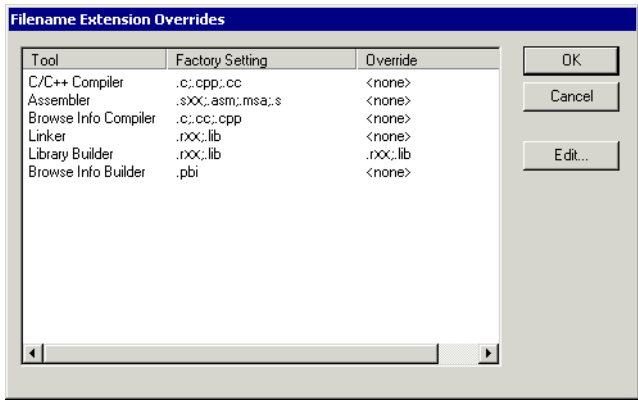 Filename Extension Overrides
Tool Factory Setting Override
C/C++ Compiler .c;.cpp;.cc <none>
Assembler .sxx;.asm;.msa;.s <none>
Browse Info Compiler .c;.cc;.cpp <none>
Linker .rxx;.lib <none>
Library Builder .rxx;.lib .rxx;.lib
Browse Info Builder .pbi <none>
OK
Cancel
Edit...